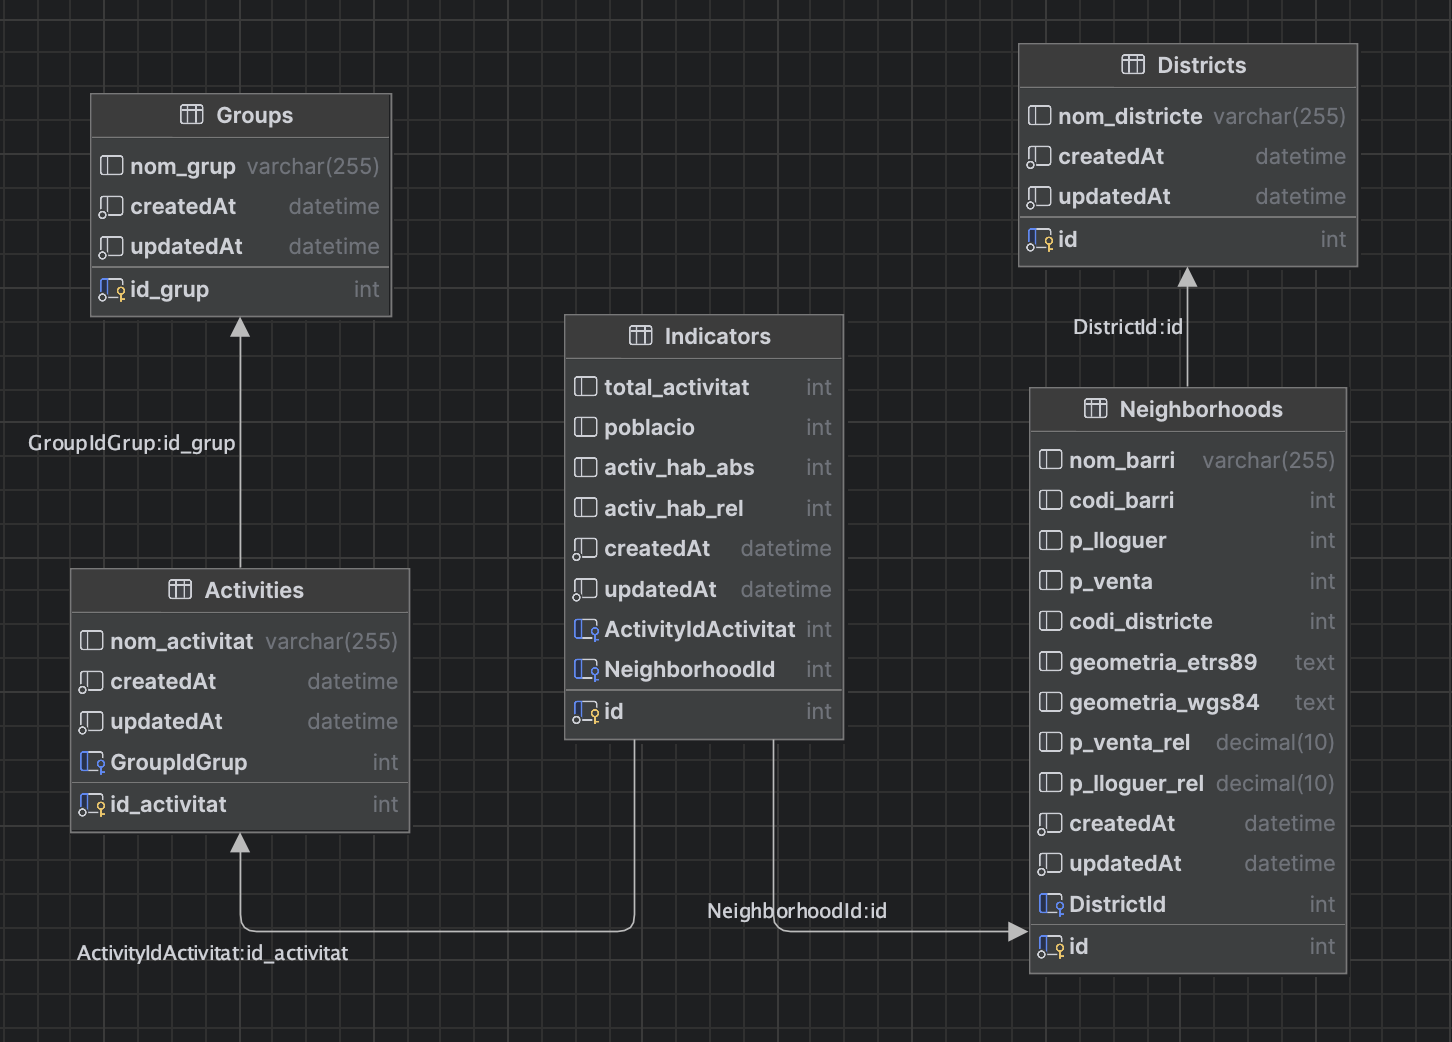 Groups
nom_grup varchar(255)
createdAt datetime
updatedAt datetime
id_grup int
GroupIdGrup:id_grup
Activities
nom_activitat varchar(255)
createdAt datetime
updatedAt datetime
GroupIdGrup int
id_activitat int
ActivityIdActivitat:id_activitat
Indicators
total_activitat int
poblacio int
activ_hab_abs int
activ_hab_rel int
createdAt datetime
updatedAt datetime
ActivityIdActivitat int
NeighborhoodId int
id int
NeighborhoodId:id
Districts
nom_districte varchar(255)
createdAt datetime
updatedAt datetime
id int
DistrictId:id
Neighborhoods
nom_barri varchar(255)
codi_barri int
p_lloguer int
p_venta int
codi_districte int
geometria_etrs89 text
geometria_wgs84 text
p_venta_rel decimal(10)
p_lloguer_rel decimal(10)
createdAt datetime
updatedAt datetime
DistrictId int
id int